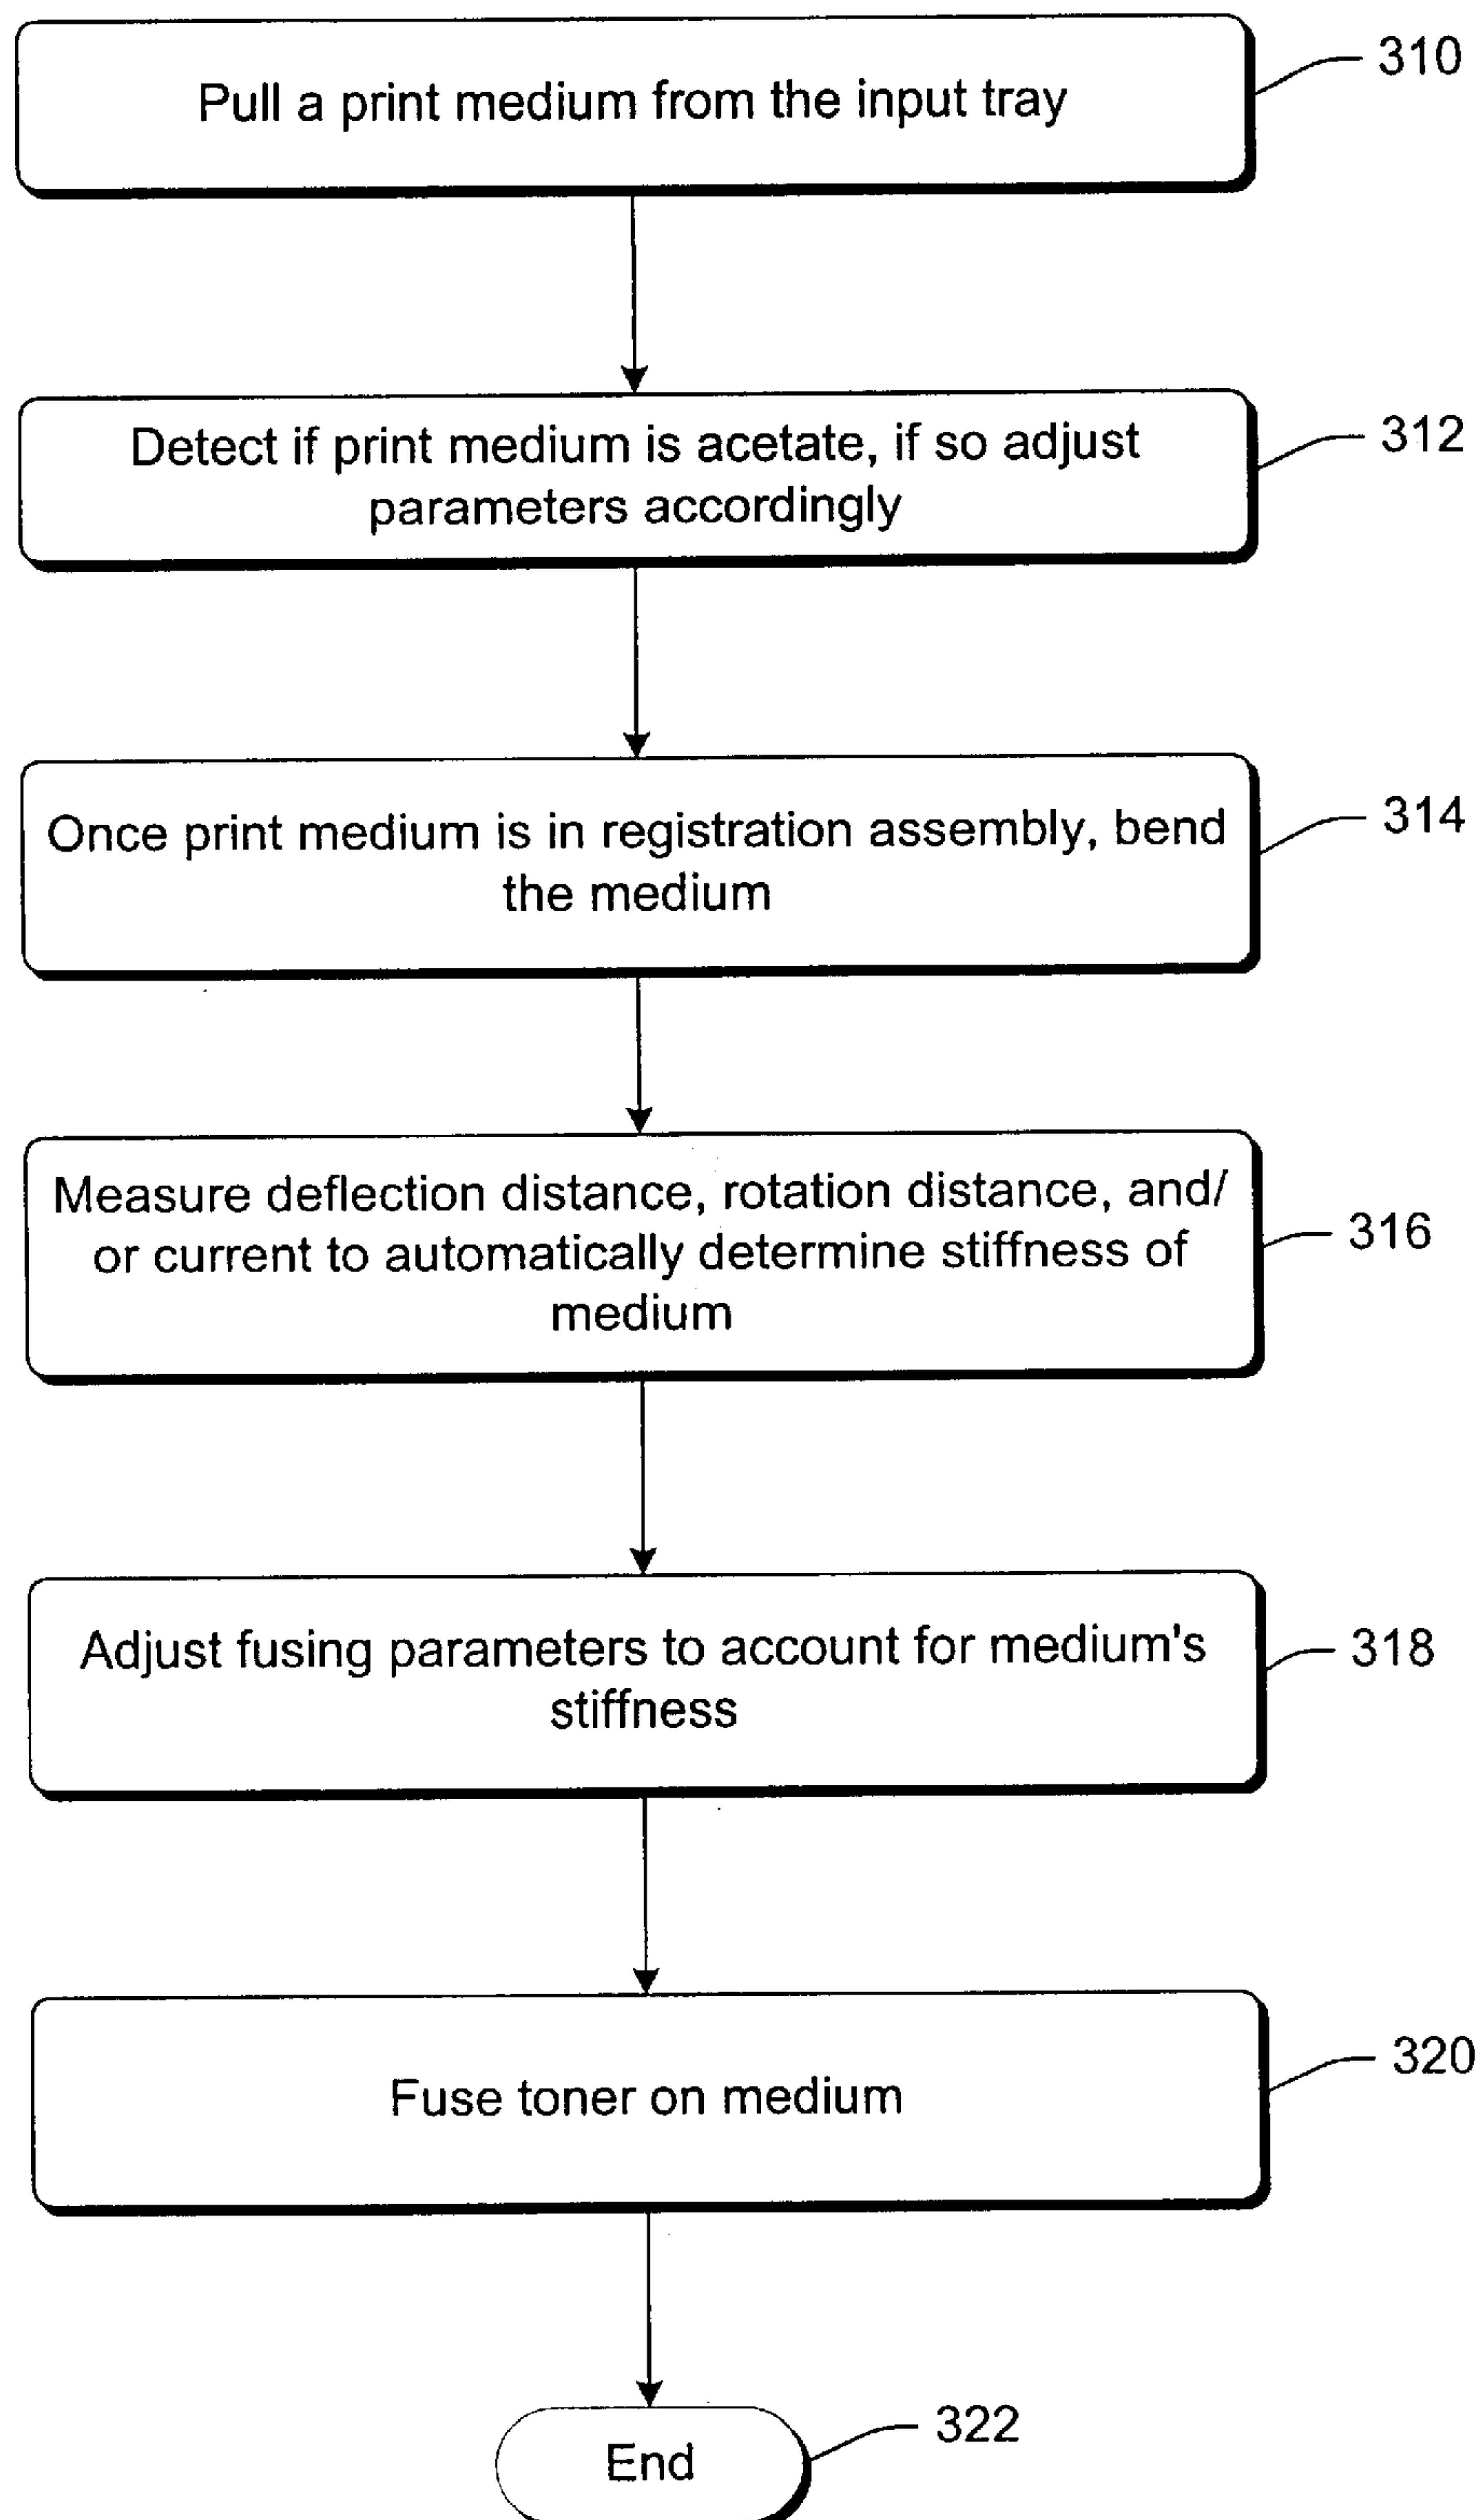 Pull a print medium from the input tray
310
Detect if print medium is acetate, if so adjust
parameters accordingly
312
Once print medium is in registration assembly, bend
the medium
314
Measure deflection distance, rotation distance, and/
or current to automatically determine stiffness of
medium
316
Adjust fusing parameters to account for medium's
stiffness
318
Fuse toner on medium
320
End
322